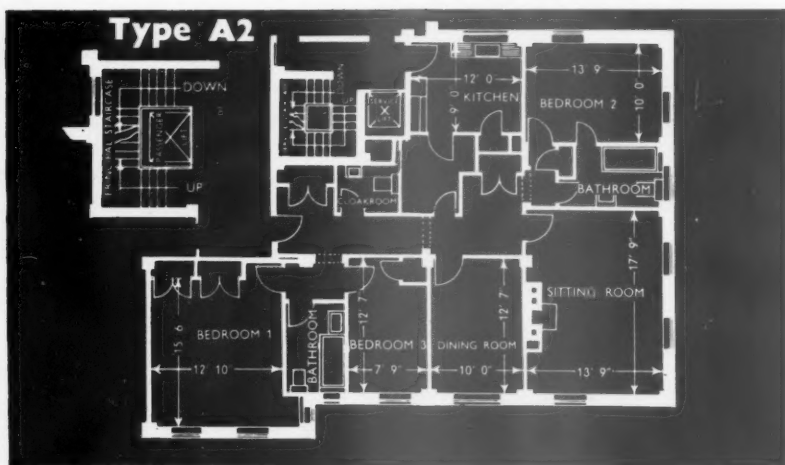 Type A2
PRINCIPAL STAIRCASE
DOWN
PASSENGER
LIFT
UP
DOWN
UP
SERVICE
LIFT
12' 0
9' 0
KITCHEN
13' 9"
10' 0"
BEDROOM 2
CLOAKROOM
BATHROOM
17' 9"
SITTING ROOM
13' 9"
BEDROOM 1
15' 6
12' 10"
BATHROOM
12' 7"
BEDROOM 3
7' 9"
12' 7"
DINING ROOM
10' 0"